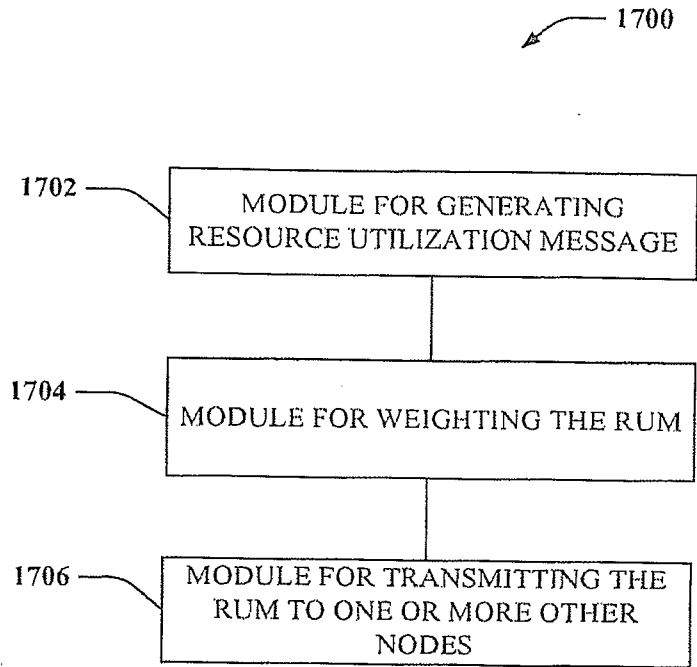 1700
1702
MODULE FOR GENERATING
RESOURCE UTILIZATION MESSAGE
1704
MODULE FOR WEIGHTING THE RUM
1706
MODULE FOR TRANSMITTING THE
RUM TO ONE OR MORE OTHER
NODES